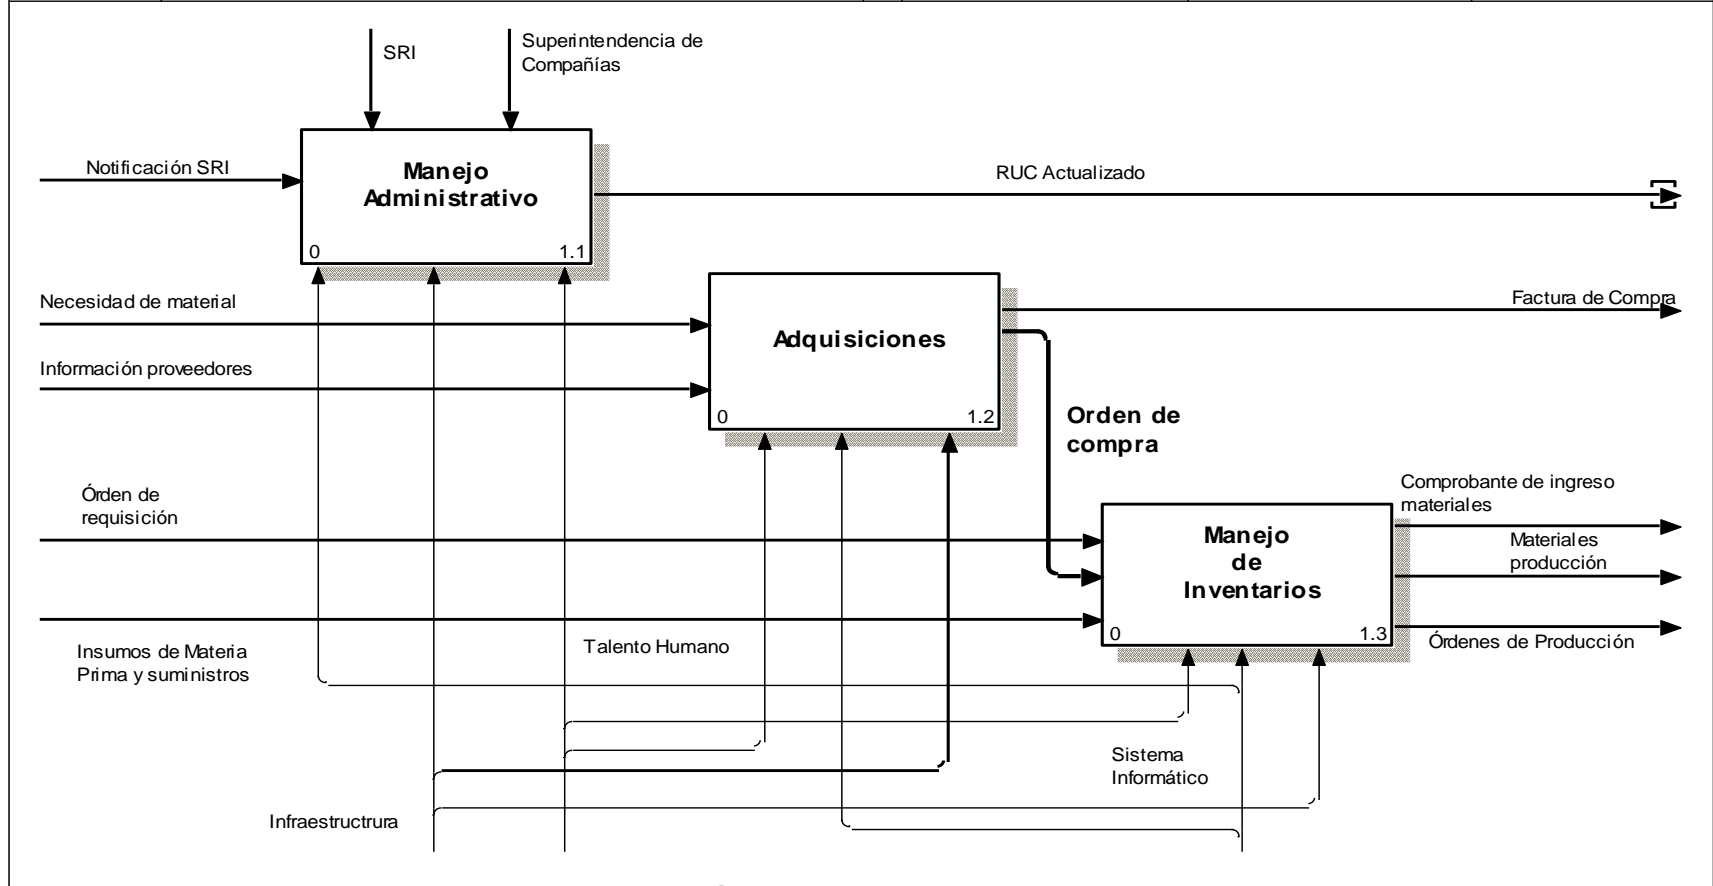 SRI
Superintendencia de
Compañías
Notificación SRI
Manejo
Administrativo
0
1.1
RUC Actualizado
Necesidad de material
Información proveedores
Adquisiciones
0
1.2
Factura de Compra
Orden de
compra
Órden de
requisición
Insumos de Materia
Prima y suministros
Manejo
de
Inventarios
0
1.3
Comprobante de ingreso
materiales
Materiales
producción
Órdenes de Producción
Talento Humano
Sistema
Informático
Infraestructrura